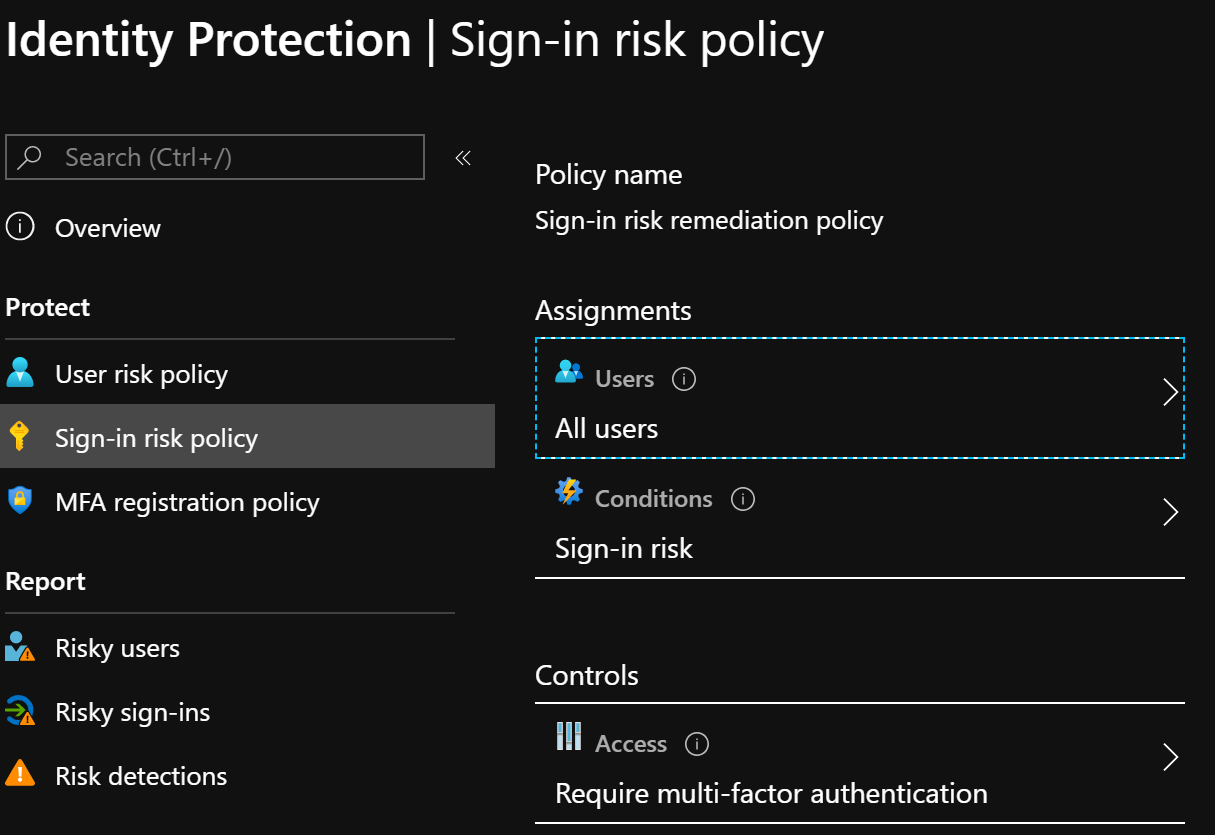 Identity Protection | Sign-in risk policy
Search (Ctrl+/)
Overview
Protect
User risk policy
Sign-in risk policy
MFA registration policy
Report
Risky users
Risky sign-ins
Risk detections
Policy name
Sign-in risk remediation policy
Assignments
Users
All users
Conditions
Sign-in risk
Controls
Access
Require multi-factor authentication